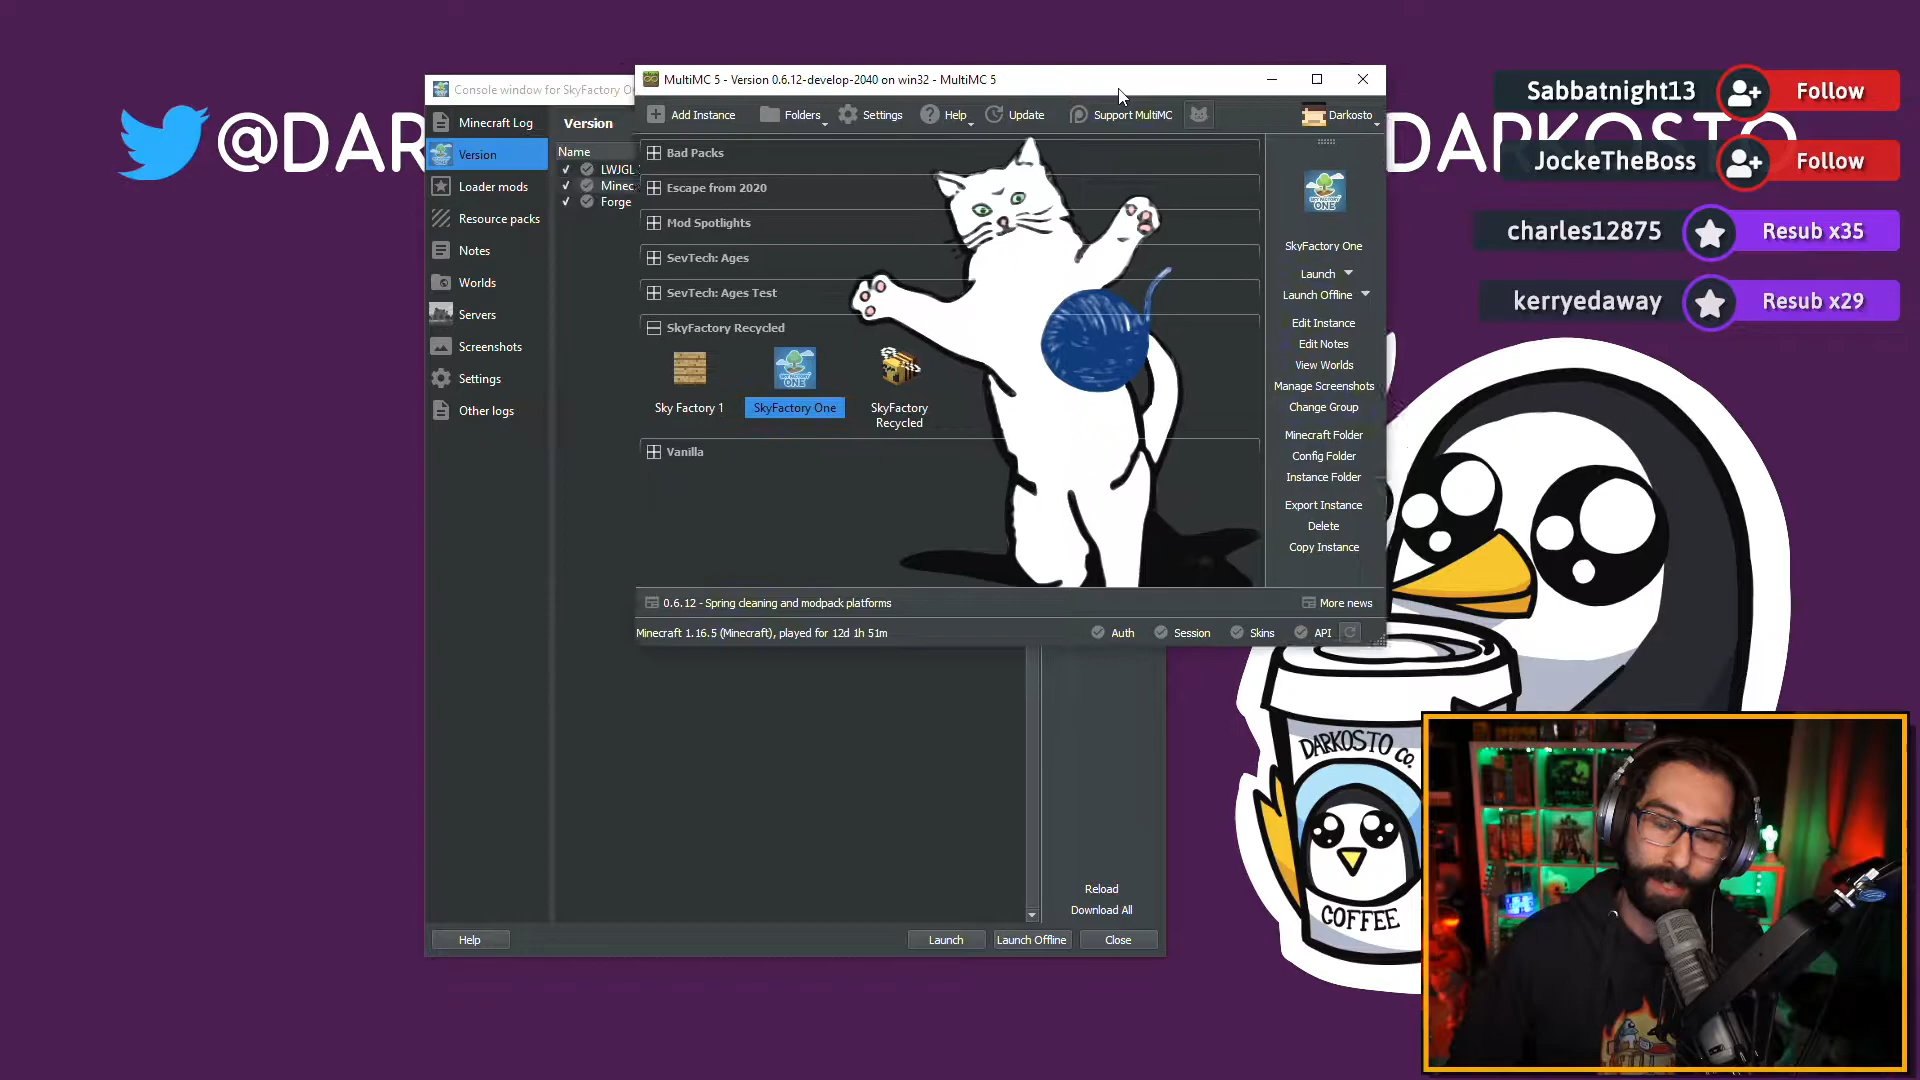 @DAR
DARKOSTO
Sabbatnight13 Follow
JockeTheBoss Follow
charles12875 Resub x35
kerryedaway Resub x29
Console window for SkyFactory O
Minecraft Log
Version
Loader mods
Resource packs
Notes
Worlds
Servers
Screenshots
Settings
Other logs
Version
Name
LWJGL
Minec
Forge
Reload
Download All
Help
Launch
Launch Offline
Close
MultiMC 5 - Version 0.6.12-develop-2040 on win32 - MultiMC 5
Add Instance Folders Settings Help Update Support MultiMC Darkosto
Bad Packs
Escape from 2020
Mod Spotlights
SevTech: Ages
SevTech: Ages Test
SkyFactory Recycled
Sky Factory 1
SkyFactory One
SkyFactory
Recycled
Vanilla
SKY FACTORY
ONE
SkyFactory One
Launch
Launch Offline
Edit Instance
Edit Notes
View Worlds
Manage Screenshots
Change Group
Minecraft Folder
Config Folder
Instance Folder
Export Instance
Delete
Copy Instance
0.6.12 - Spring cleaning and modpack platforms
More news
Minecraft 1.16.5 (Minecraft), played for 12d 1h 51m
Auth Session Skins API
DARKOSTO CO.
COFFEE